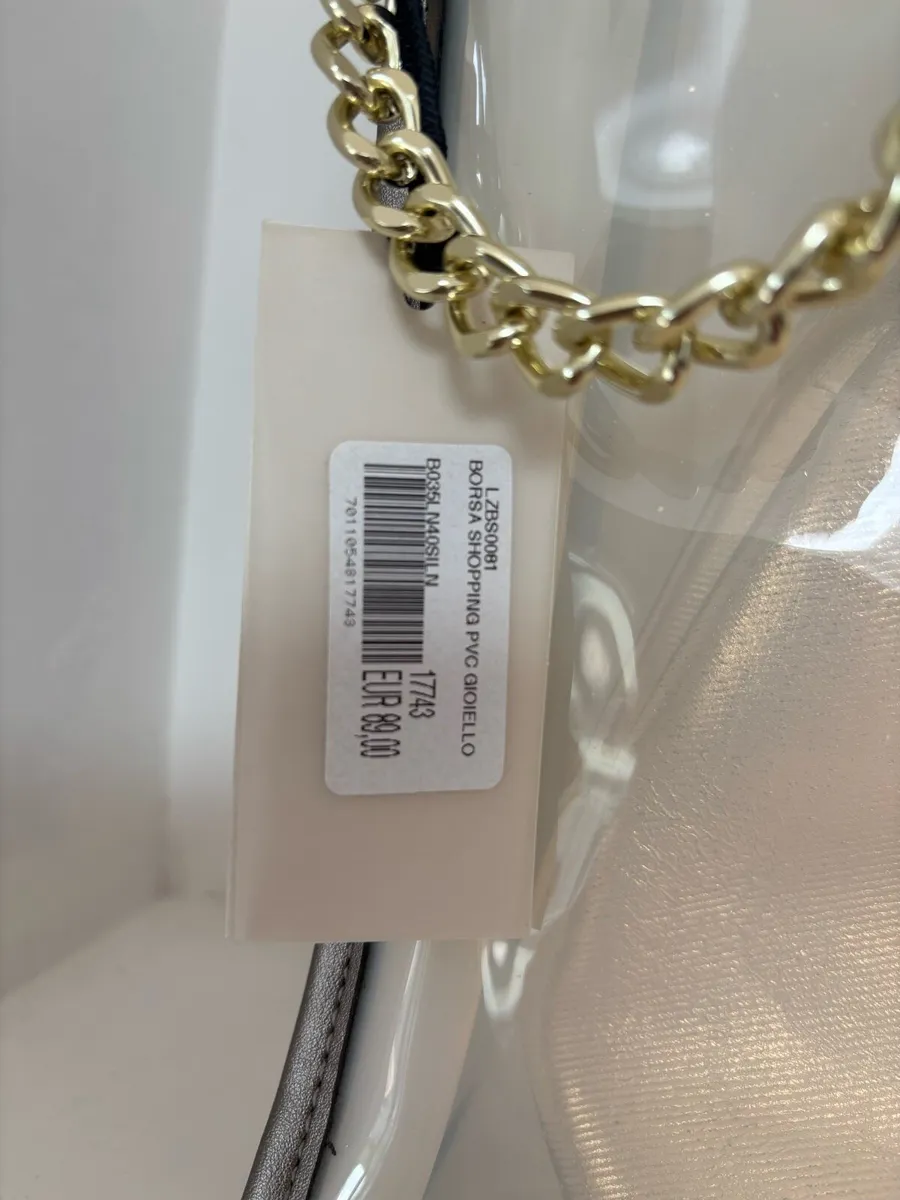 LZBS0081
BORSA SHOPPING PVC GIOIELLO
B035LN40SILN
17743
7011054817743
EUR 89,00